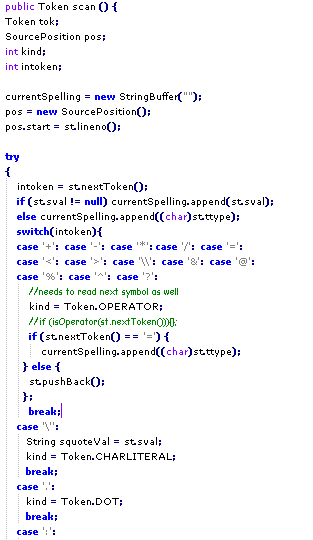 public Token scan () {
Token tok;
SourcePosition pos;
int kind;
int intoken;
currentSpelling = new StringBuffer("");
pos = new SourcePosition();
pos.start = st.lineno();
try
{
intoken = st.nextToken();
if (st.sval != null) currentSpelling.append(st.sval);
else currentSpelling.append((char)st.ttype);
switch(intoken){
case '+': case '-': case '*': case '/': case '=':
case '<': case '>': case '\\': case '&': case '@':
case '%': case '^': case '?':
//needs to read next symbol as well
kind = Token.OPERATOR;
//if (isOperator(st.nextToken())){};
if (st.nextToken() == '=') {
currentSpelling.append((char)st.ttype);
} else {
st.pushBack();
};
break;
case '\'':
String squoteVal = st.sval;
kind = Token.CHARLITERAL;
break;
case '.':
kind = Token.DOT;
break;
case ':':